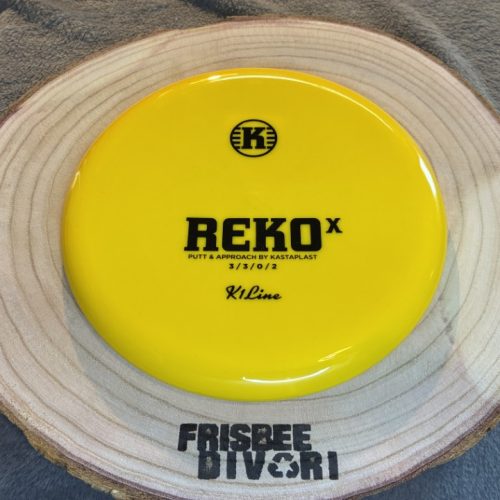 K
REKO X
PUTT & APPROACH BY KASTAPLAST
3/3/0/2
K1 Line
FRISBEE
DIVARI